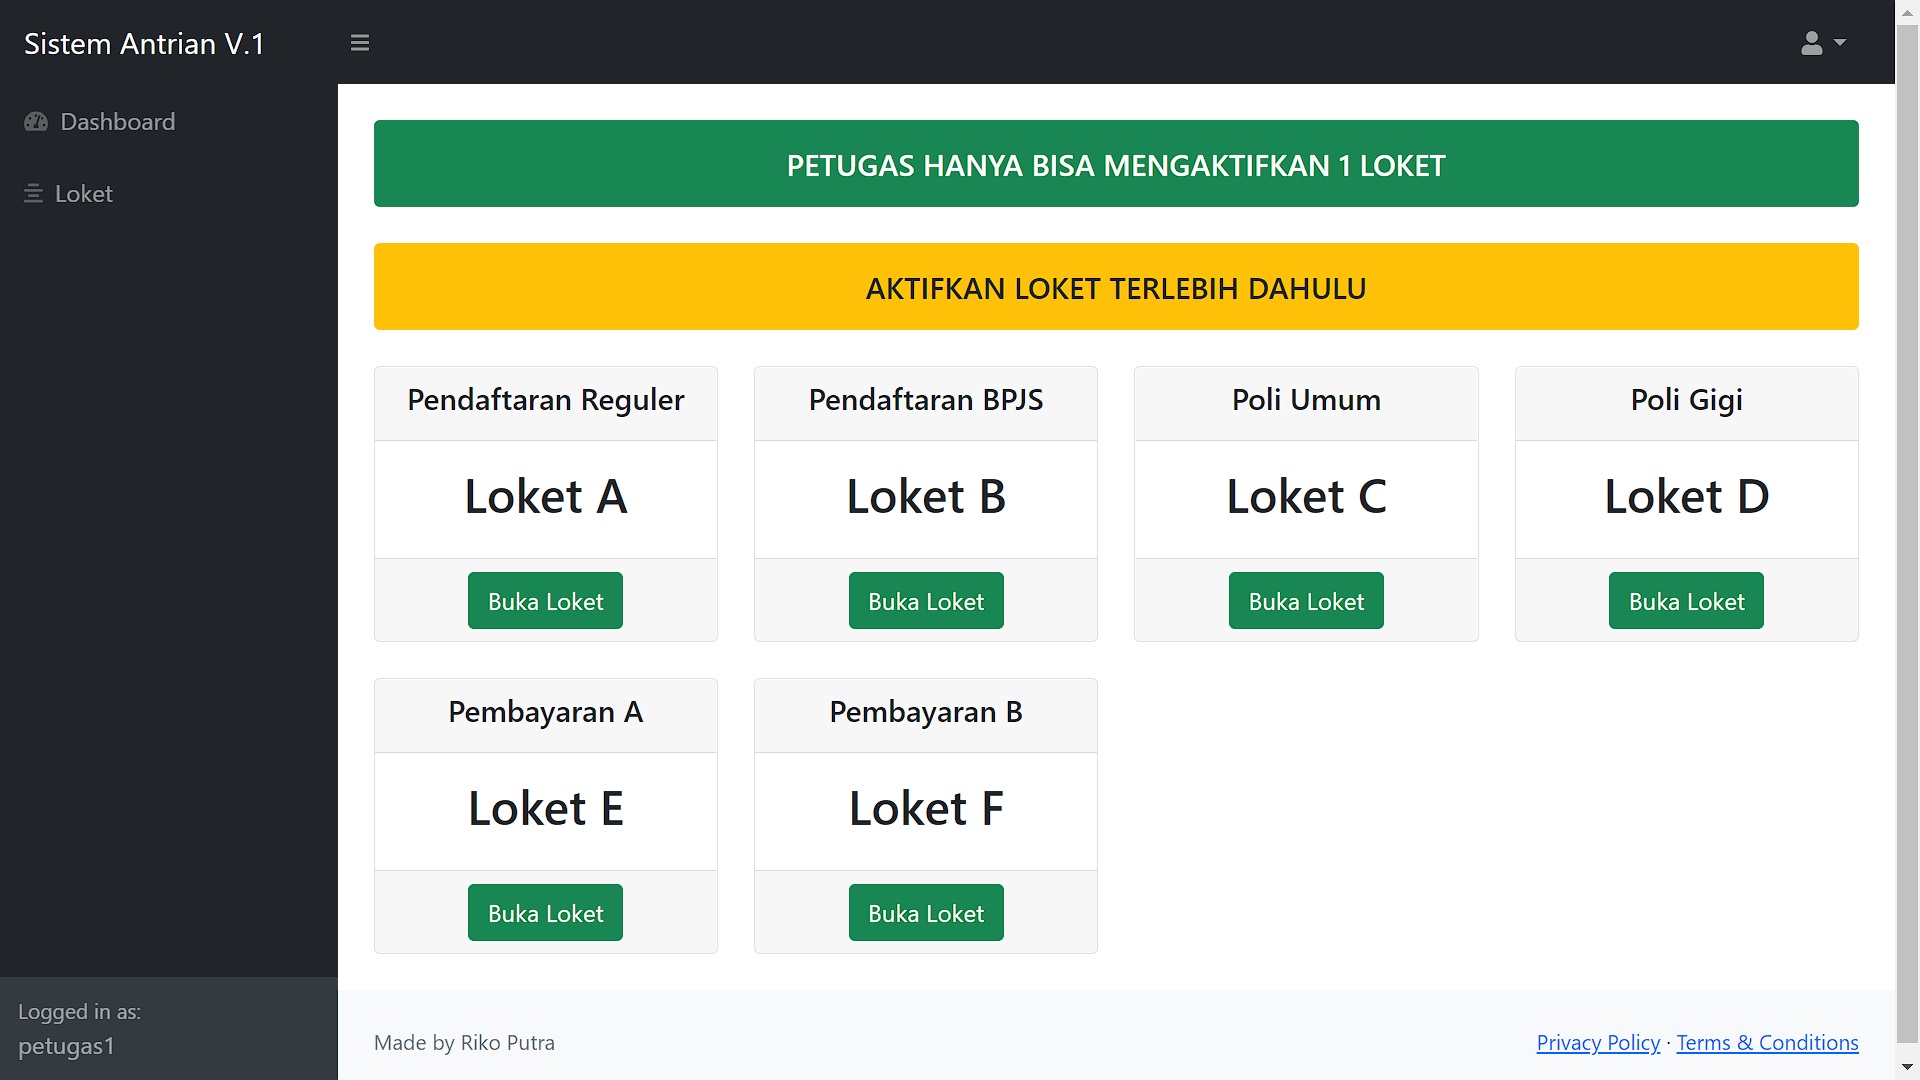 Sistem Antrian V.1
Dashboard
Loket
PETUGAS HANYA BISA MENGAKTIFKAN 1 LOKET
AKTIFKAN LOKET TERLEBIH DAHULU
Pendaftaran Reguler
Loket A
Buka Loket
Pendaftaran BPJS
Loket B
Buka Loket
Poli Umum
Loket C
Buka Loket
Poli Gigi
Loket D
Buka Loket
Pembayaran A
Loket E
Buka Loket
Pembayaran B
Loket F
Buka Loket
Logged in as:
petugas1
Made by Riko Putra
Privacy Policy · Terms & Conditions